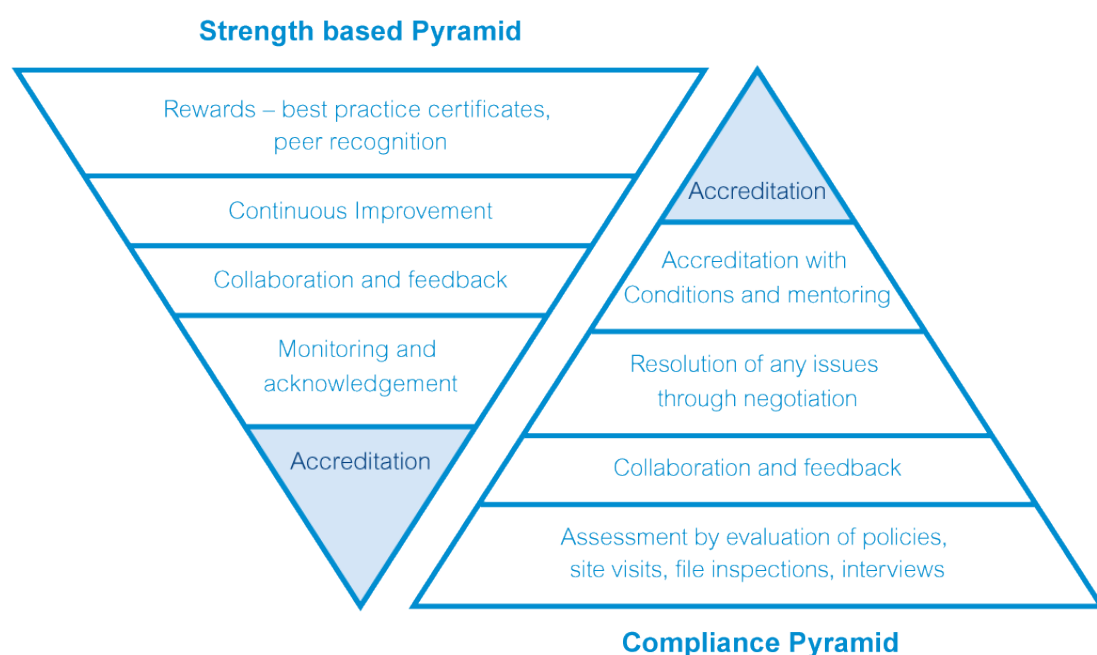 Strength based Pyramid
Rewards – best practice certificates,
peer recognition
Continuous Improvement
Collaboration and feedback
Monitoring and
acknowledgement
Accreditation
Accreditation
Accreditation with
Conditions and mentoring
Resolution of any issues
through negotiation
Collaboration and feedback
Assessment by evaluation of policies,
site visits, file inspections, interviews
Compliance Pyramid